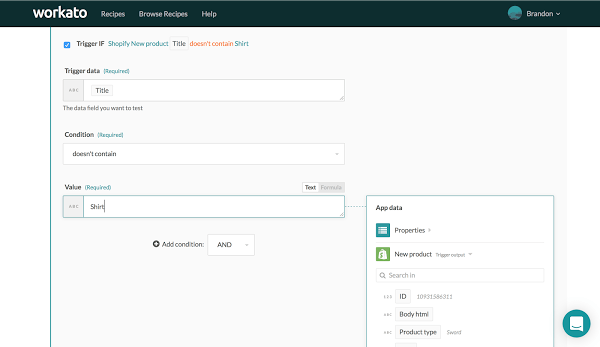 workato Recipes Browse Recipes Help Brandon
Trigger IF Shopify New product Title doesn't contain Shirt
Trigger data (Required)
ABC Title
The data field you want to test
Condition (Required)
doesn't contain
Value (Required) Text Formula
ABC Shirt
App data
Properties
Add condition: AND
New product Trigger output
Search in
123 ID 10931586311
ABC Body html
ABC Product type Sword